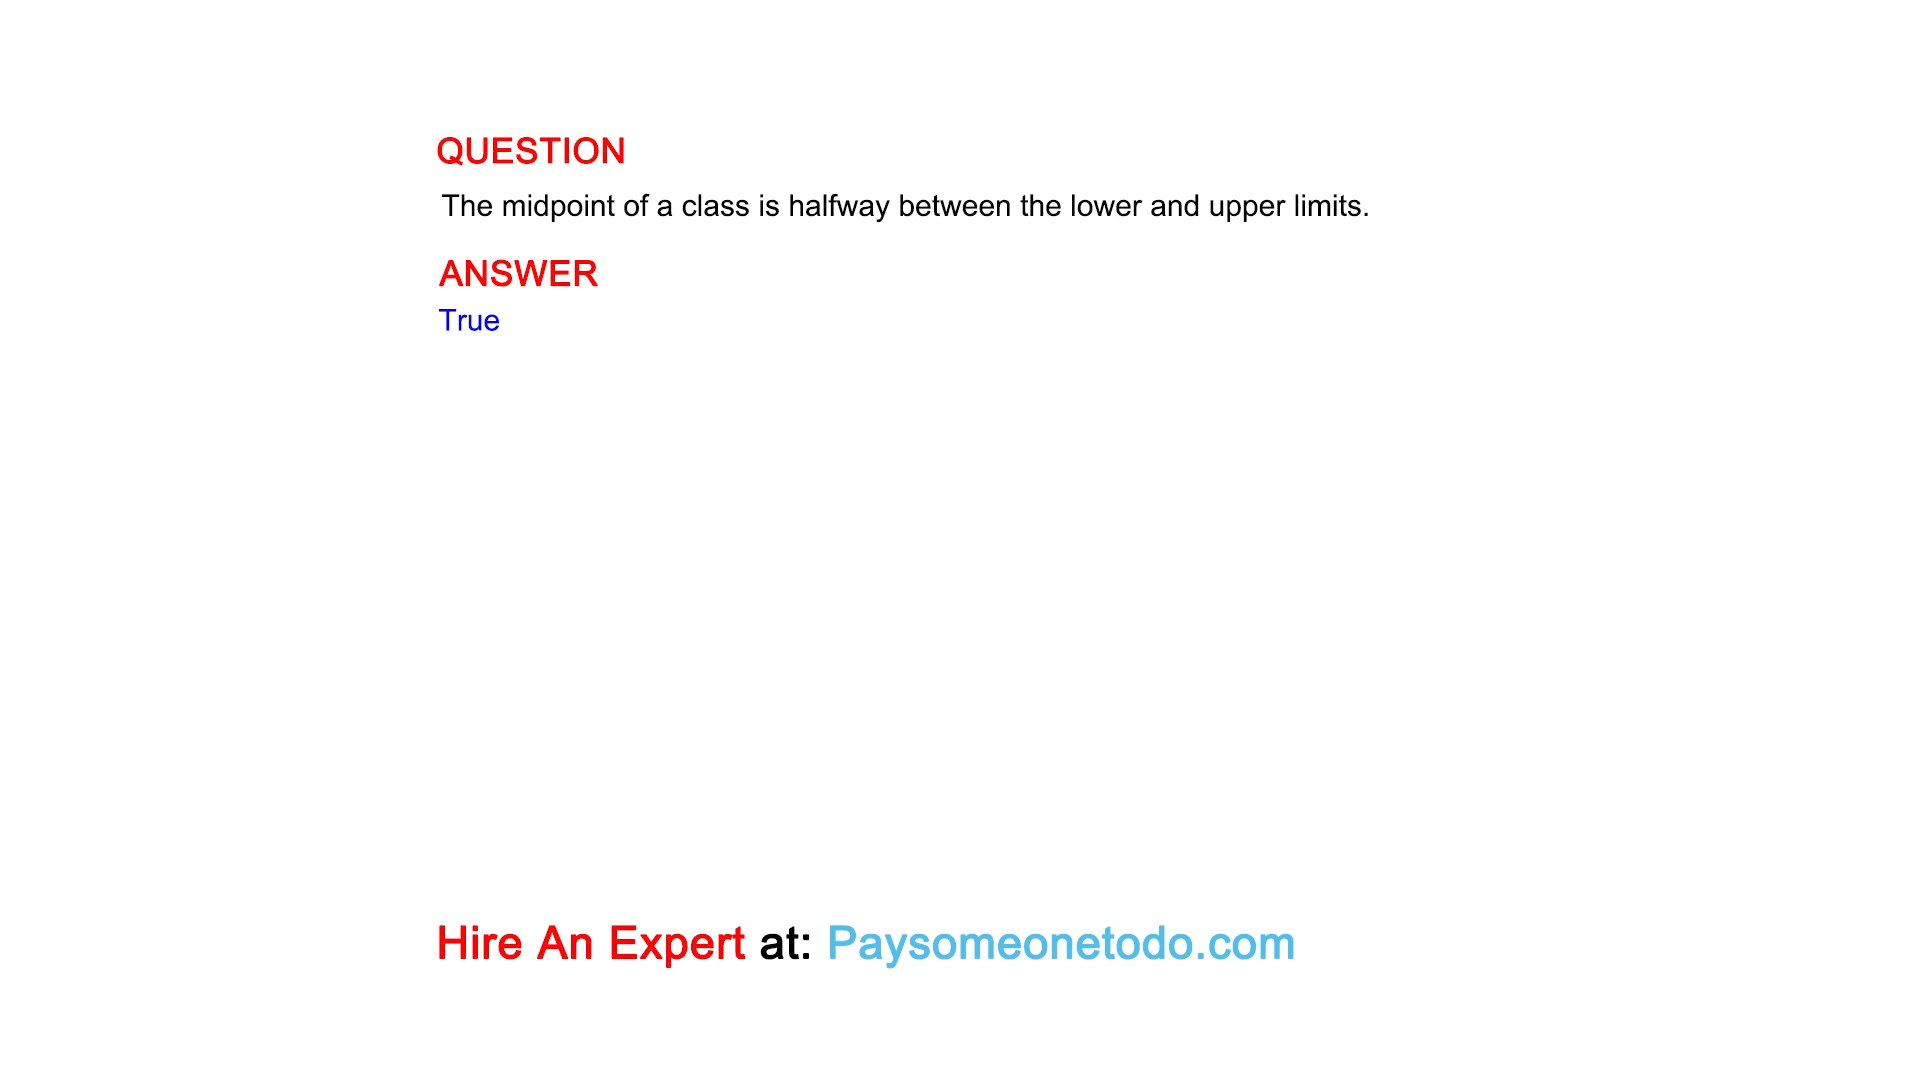 QUESTION
The midpoint of a class is halfway between the lower and upper limits.
ANSWER
True
Hire An Expert at: Paysomeonetodo.com